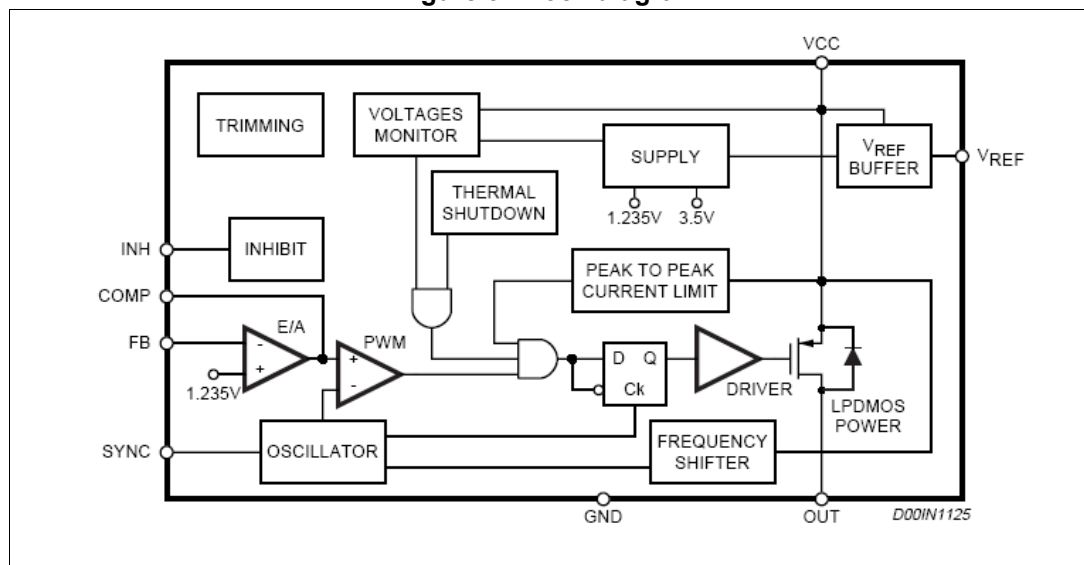 VCC
TRIMMING
VOLTAGES
MONITOR
SUPPLY
VREF
BUFFER
VREF
THERMAL
SHUTDOWN
1.235V
3.5V
INH
INHIBIT
PEAK TO PEAK
CURRENT LIMIT
COMP
E/A
FB
-
+
1.235V
PWM
+
-
D Q
Ck
DRIVER
LPDMOS
POWER
SYNC
OSCILLATOR
FREQUENCY
SHIFTER
GND
OUT
D00IN1125